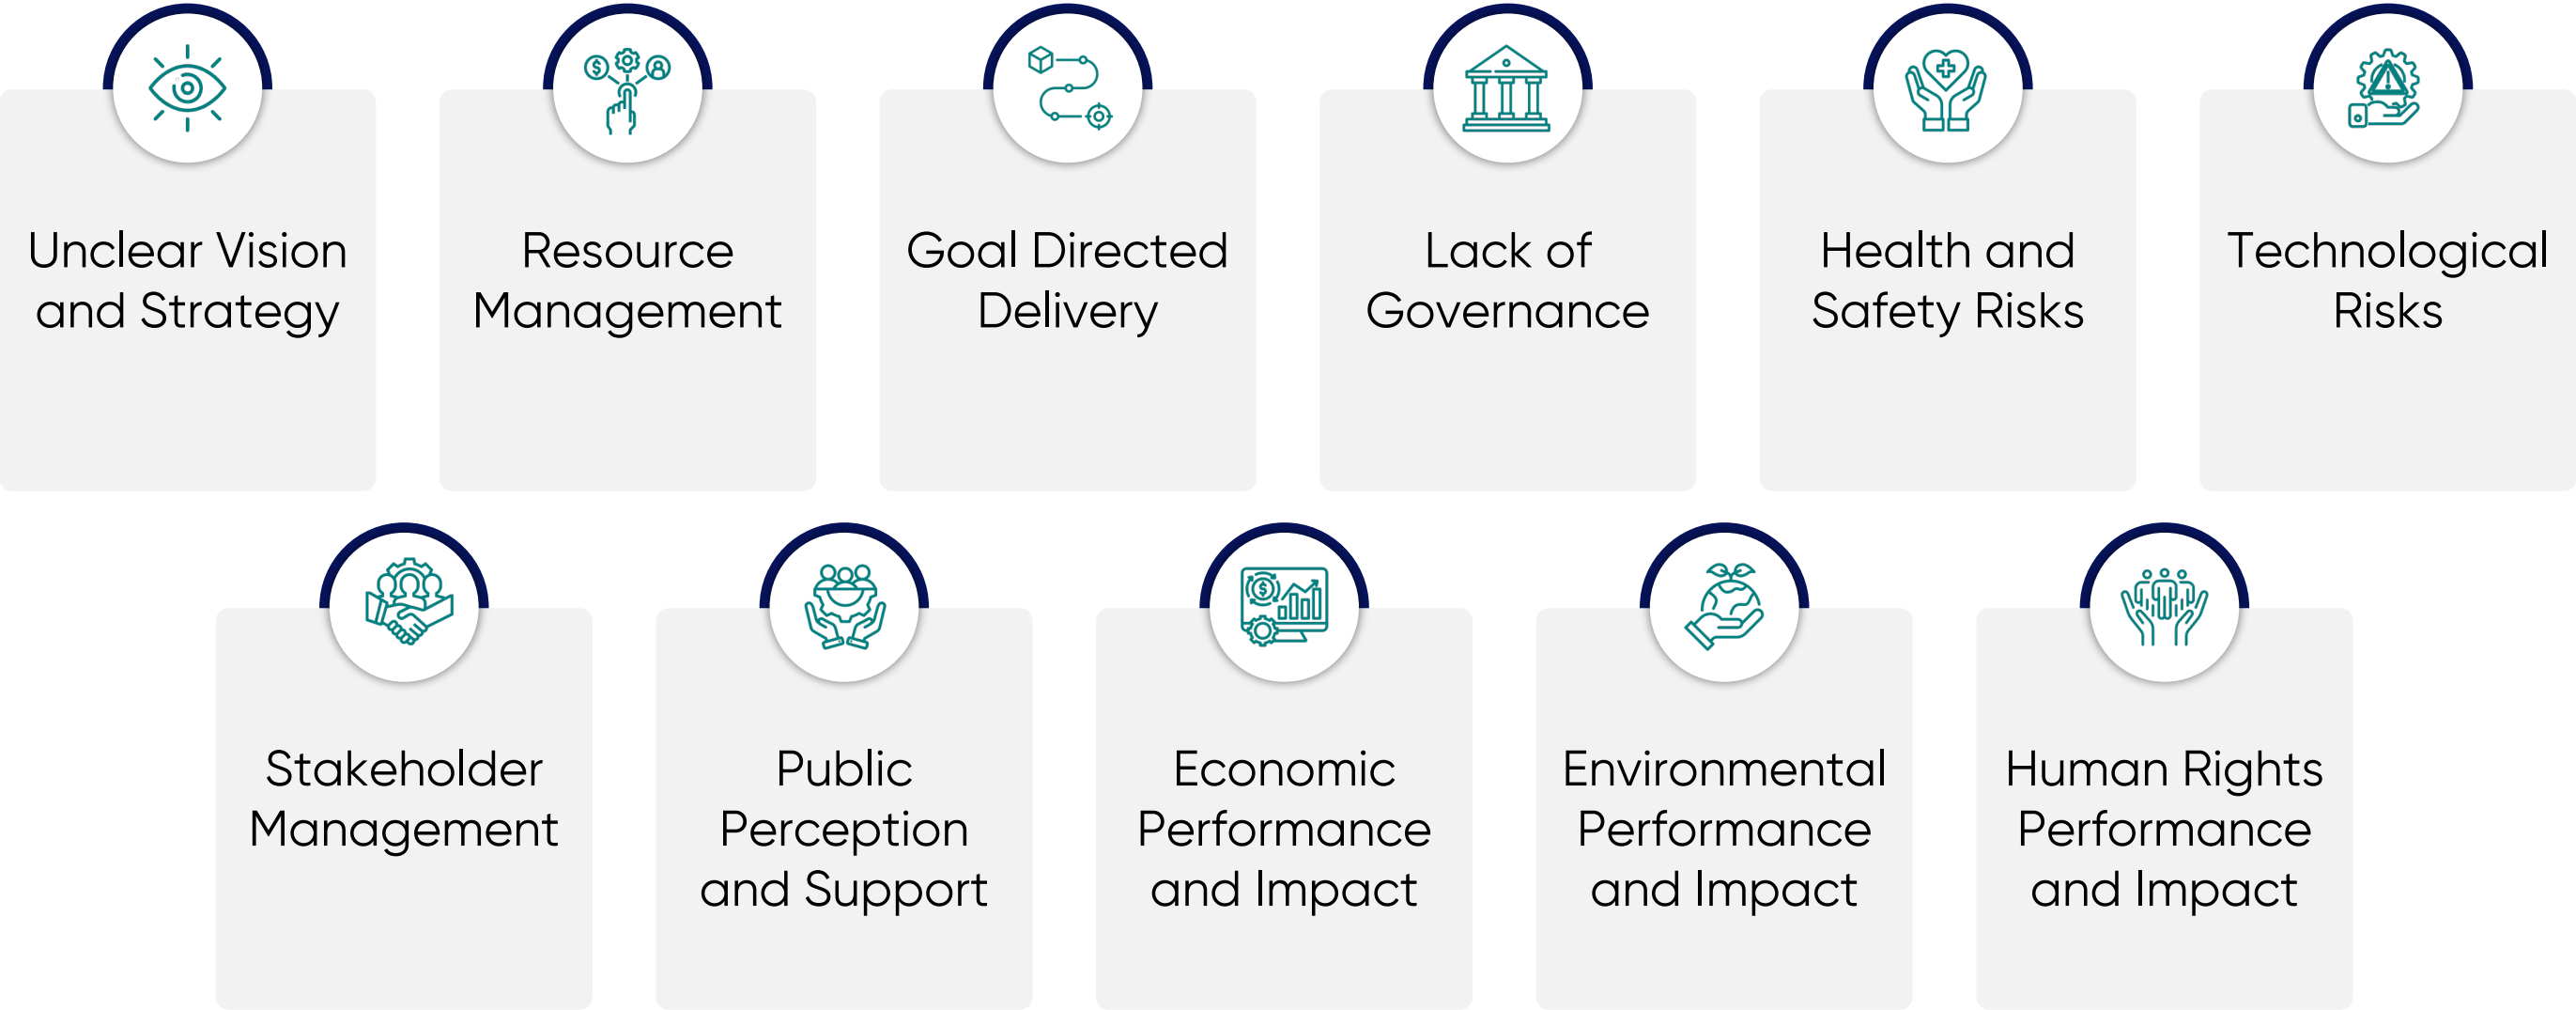 Unclear Vision
and Strategy
Resource
Management
Goal Directed
Delivery
Lack of
Governance
Health and
Safety Risks
Technological
Risks
Stakeholder
Management
Public
Perception
and Support
Economic
Performance
and Impact
Environmental
Performance
and Impact
Human Rights
Performance
and Impact